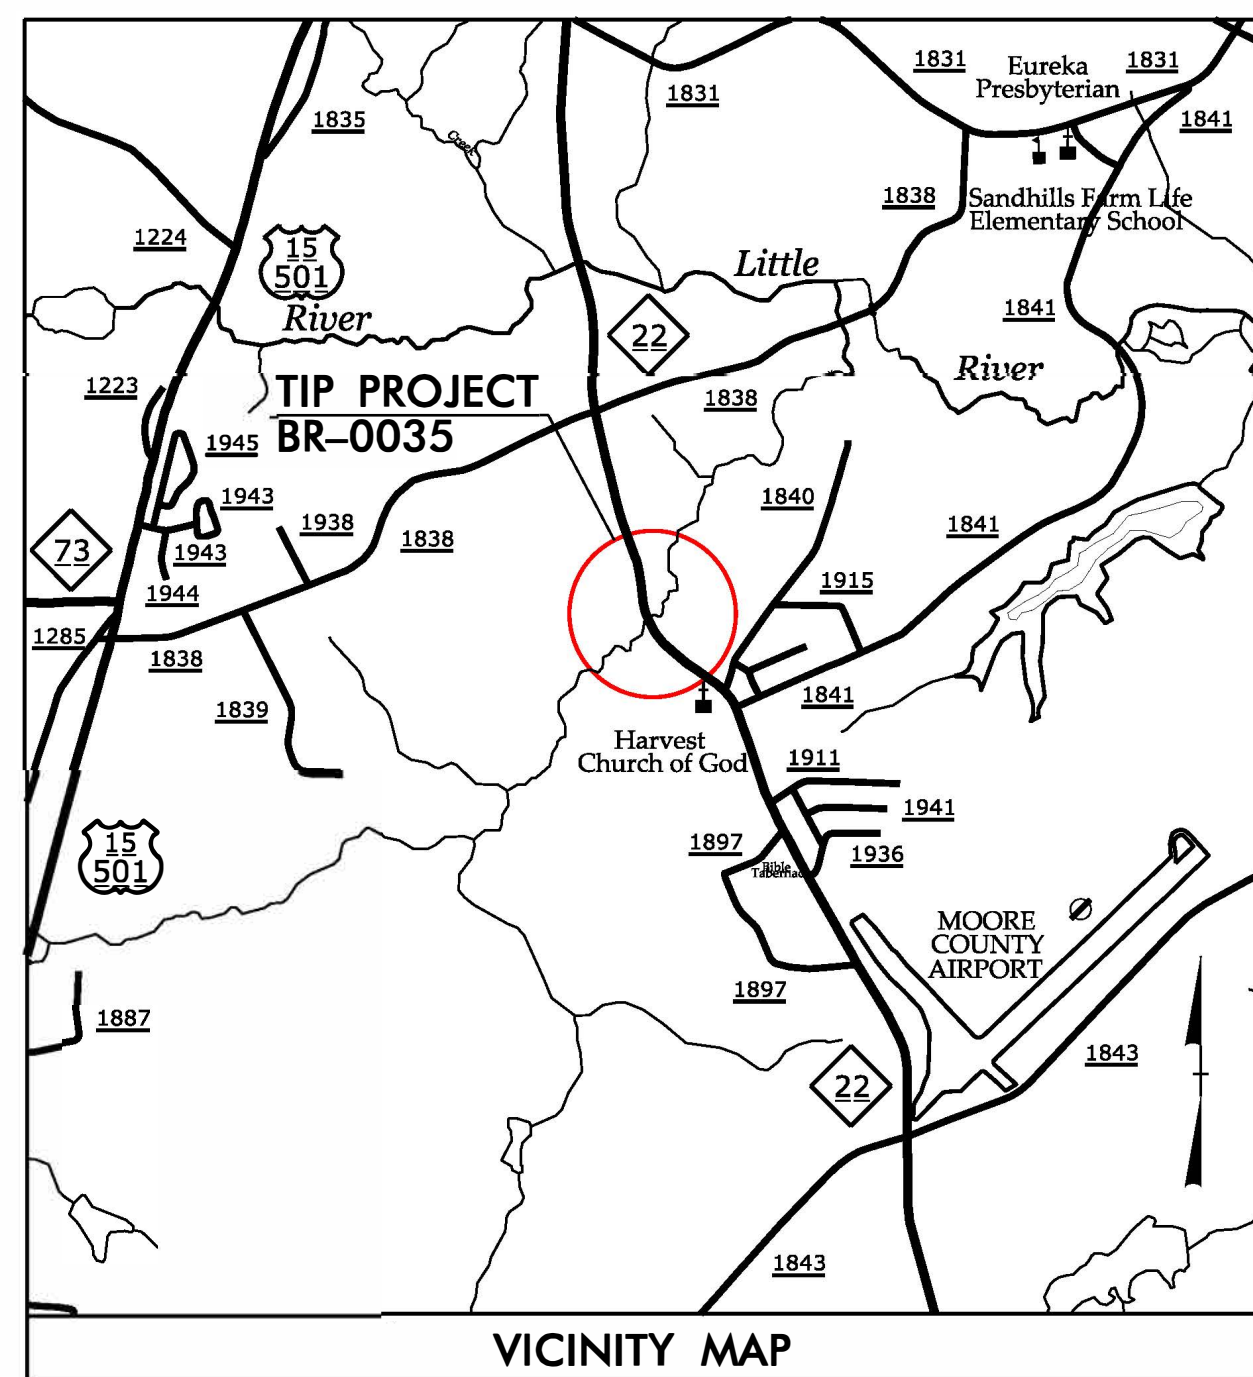 1831
Eureka
Presbyterian
1831
1831
1835
1841
Creek
1838
Sandhills Farm Life
Elementary School
1224
15
501
Little
River
22
1841
River
1223
TIP PROJECT
BR–0035
1838
1945
1943
1938
1840
1838
1841
73
1943
1944
1915
1285
1838
1839
1841
Harvest
Church of God
1911
1941
15
501
1897
1936
Bible
Tabernac
MOORE
COUNTY
AIRPORT
1897
1887
1843
22
1843
VICINITY MAP